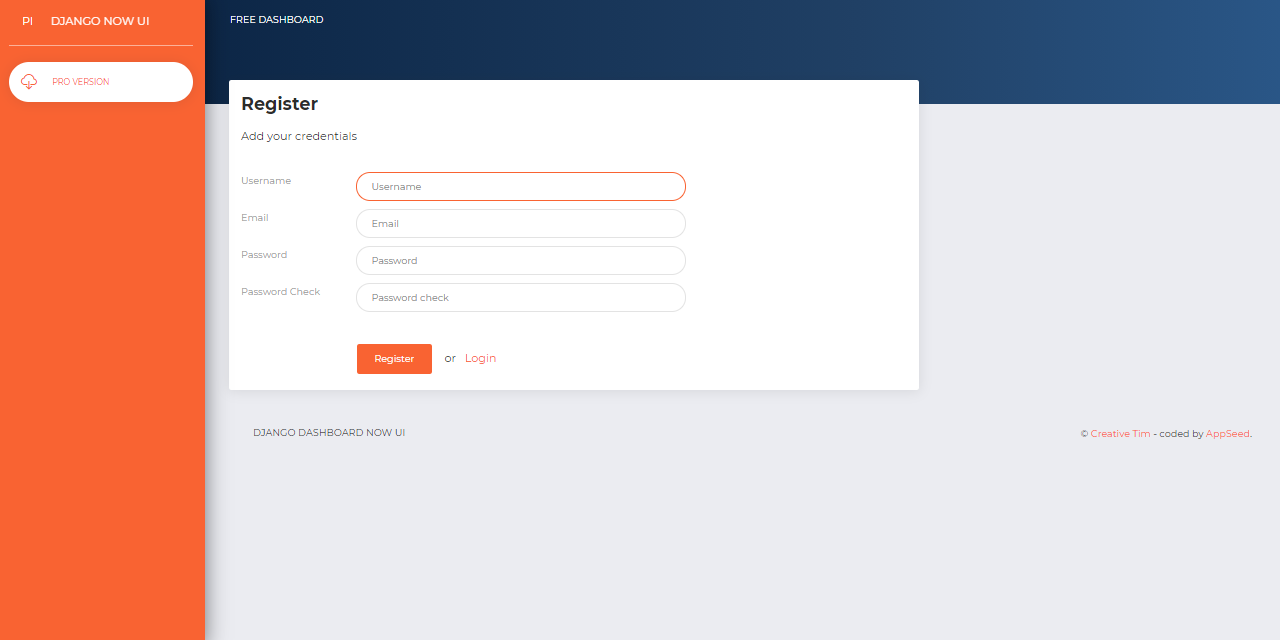 PI DJANGO NOW UI
PRO VERSION
FREE DASHBOARD
Register
Add your credentials
Username Username
Email Email
Password Password
Password Check Password check
Register or Login
DJANGO DASHBOARD NOW UI
© Creative Tim - coded by AppSeed.